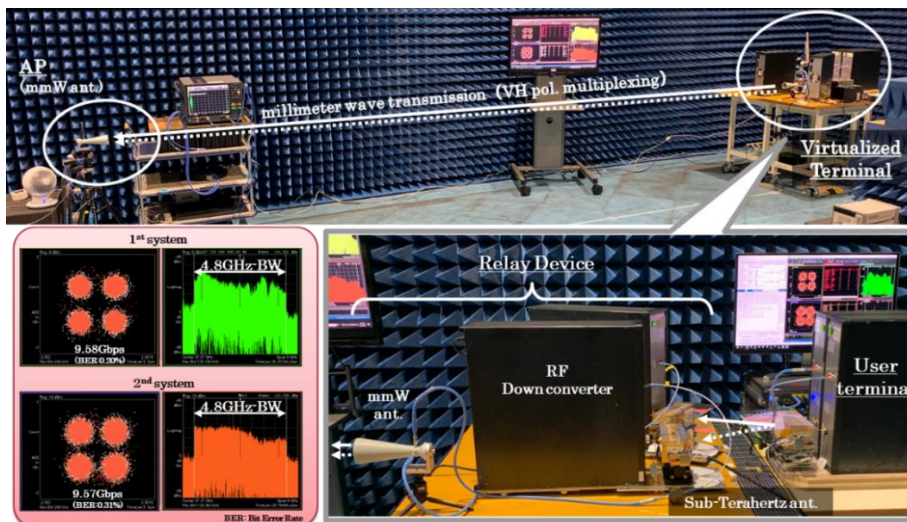 AP
(mmW ant.)
millimeter wave transmission (VH pol. multiplexing)
Virtualized
Terminal
1st system
4.8GHz-BW
9.58Gbps
(BER:0.20%)
2nd system
4.8GHz-BW
9.57Gbps
(BER:0.31%)
BER: Bit Error Rate
Relay Device
RF
Down converter
mmW
ant.
User
terminal
Sub-Terahertz ant.